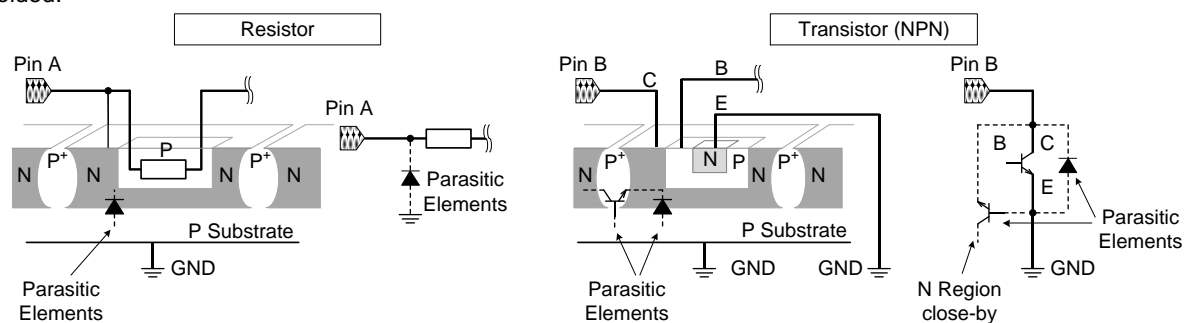 Resistor
Pin A
N
P+
N
P
N
P+
N
P Substrate
GND
Parasitic
Elements
Pin A
Parasitic
Elements
Transistor (NPN)
Pin B
C
B
E
N
P+
N
N
P
N
P+
N
P Substrate
GND
GND
Parasitic
Elements
Pin B
B
C
E
Parasitic
Elements
GND
N Region
close-by